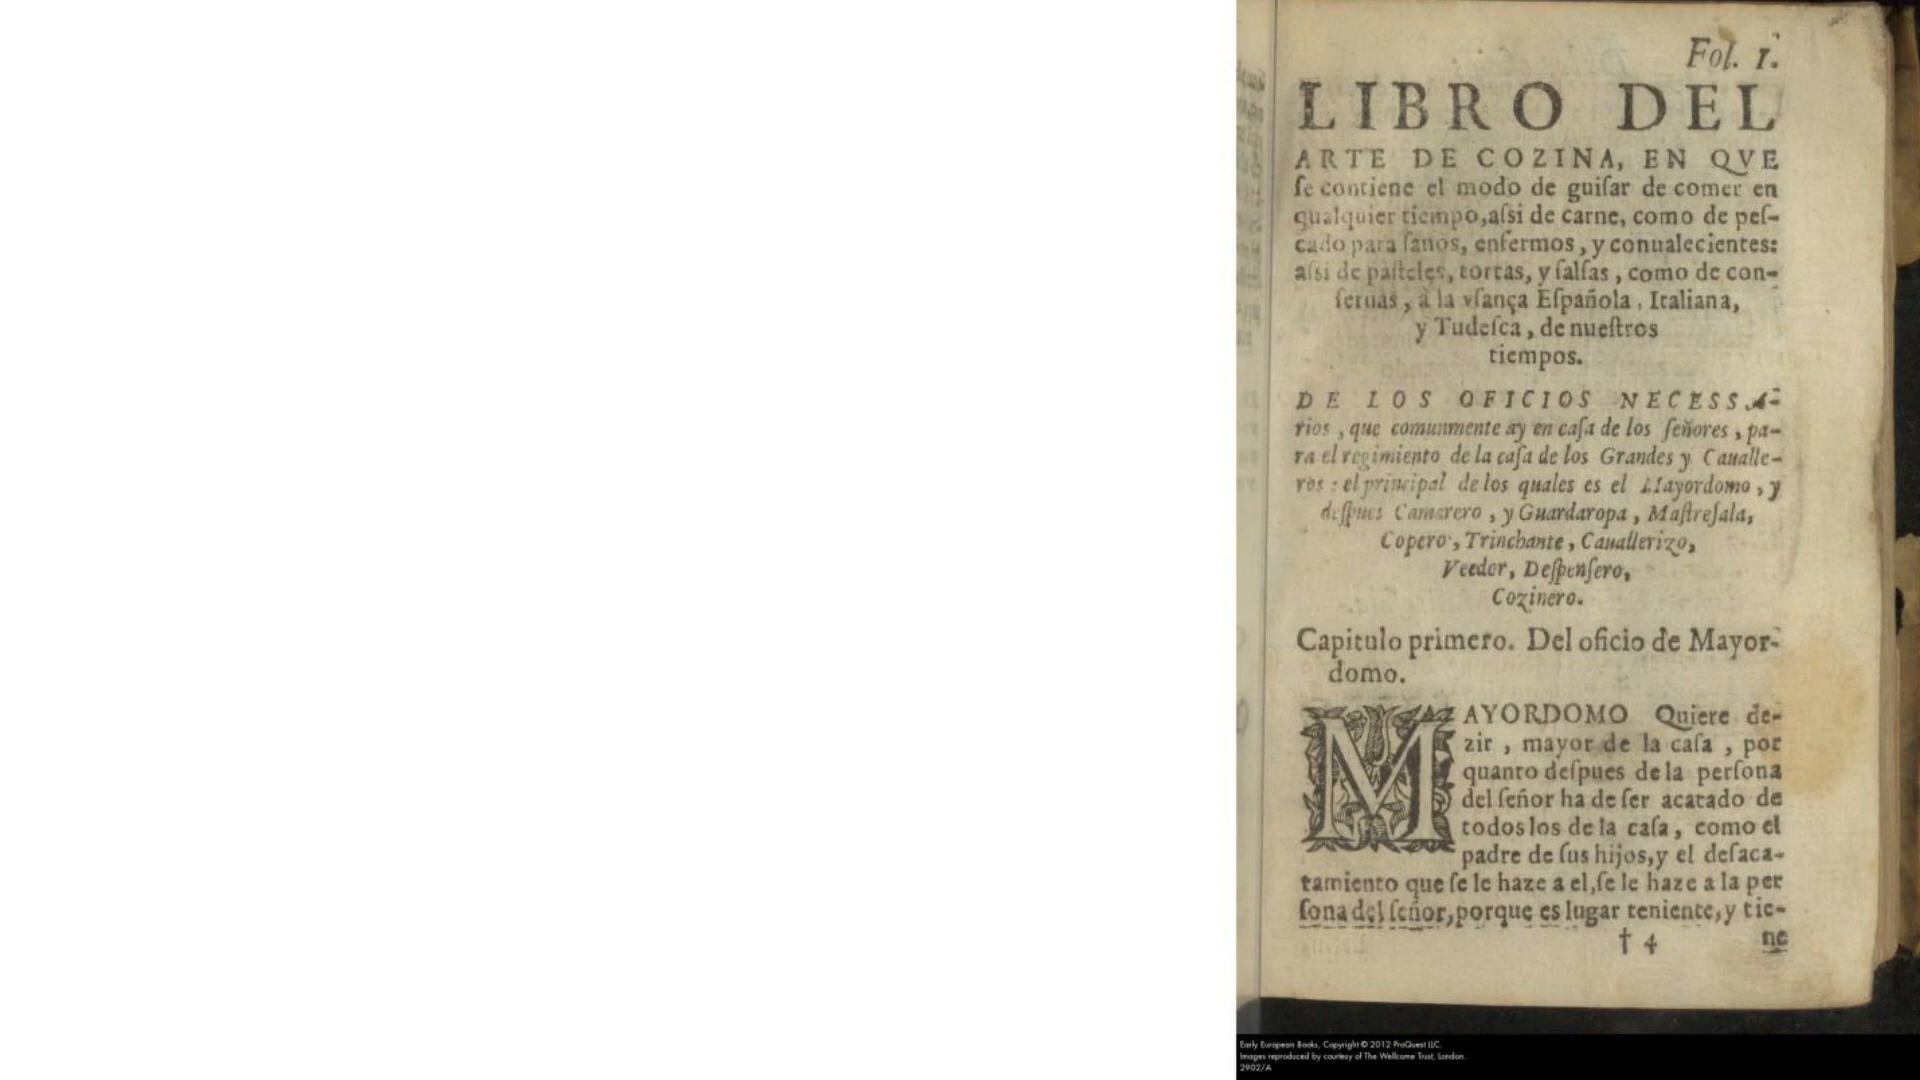 Fol. 1.
LIBRO DEL
ARTE DE COZINA, EN QVE
ſe contiene el modo de guiſar de comer en
qualquier tiempo,aſsi de carne, como de peſ-
cado para ſanos, enfermos, y conualecientes:
aſsi de paſteles, tortas, y ſalſas, como de con-
ſeruas, à la vſança Eſpañola, Italiana,
y Tudeſca, de nueſtros
tiempos.
DE LOS OFICIOS NECESSA-
rios, que comunmente ay en caſa de los ſeñores, pa-
ra el regimiento de la caſa de los Grandes y Caualle-
ros: el principal de los quales es el Mayordomo, y
deſpues Camarero, y Guardaropa, Maſtreſala,
Copero, Trinchante, Cauallerizo,
Veedor, Deſpenſero,
Cozinero.
Capitulo primero. Del oficio de Mayor-
domo.
MAYORDOMO Quiere de-
zir, mayor de la caſa, por
quanto deſpues de la perſona
del ſeñor ha de ſer acatado de
todos los de la caſa, como el
padre de ſus hijos,y el deſaca-
tamiento que ſe le haze a el,ſe le haze a la per
ſona del ſeñor,porque es lugar teniente,y tie-
† 4 ne
Early European Books, Copyright © 2012 ProQuest LLC.
Images reproduced by courtesy of The Wellcome Trust, London.
2902/A